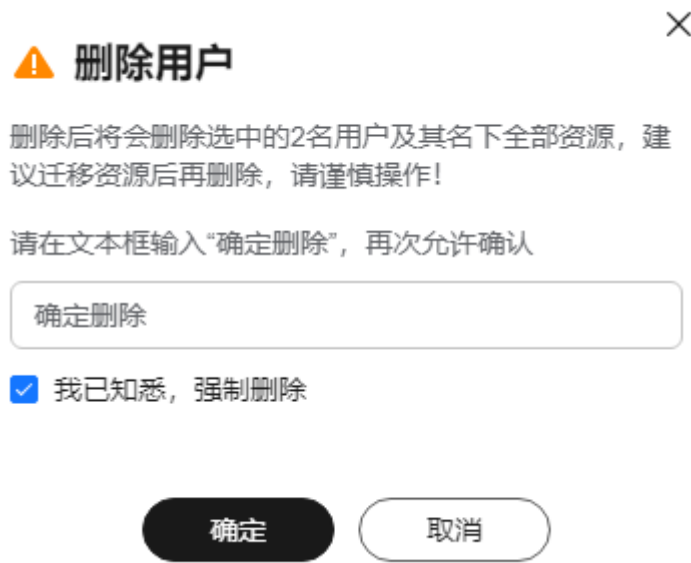 删除用户
删除后将会删除选中的2名用户及其名下全部资源，建
议迁移资源后再删除，请谨慎操作！
请在文本框输入“确定删除”，再次允许确认
确定删除
我已知悉，强制删除
确定
取消